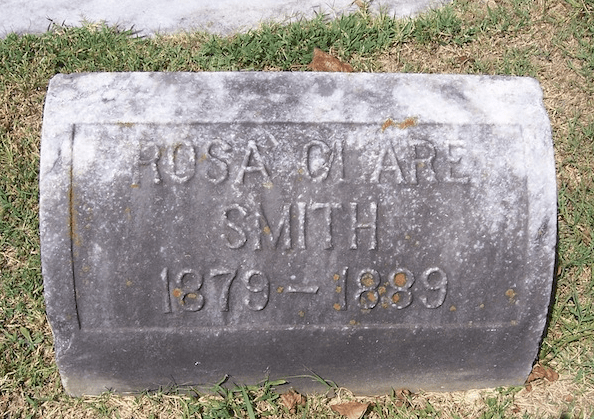 ROSA CLARE
SMITH
1879 - 1889